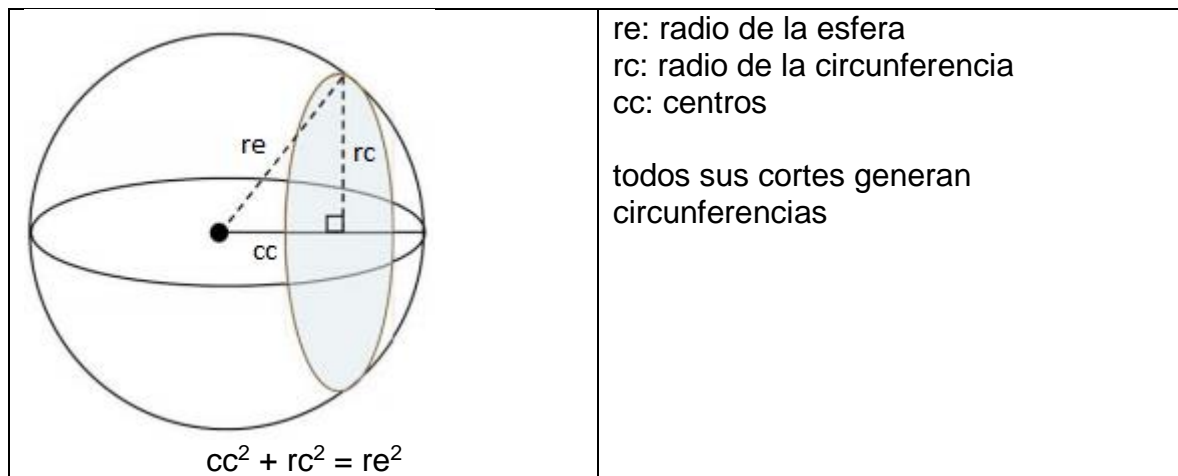 re
rc
cc
cc² + rc² = re²
re: radio de la esfera
rc: radio de la circunferencia
cc: centros
todos sus cortes generan
circunferencias